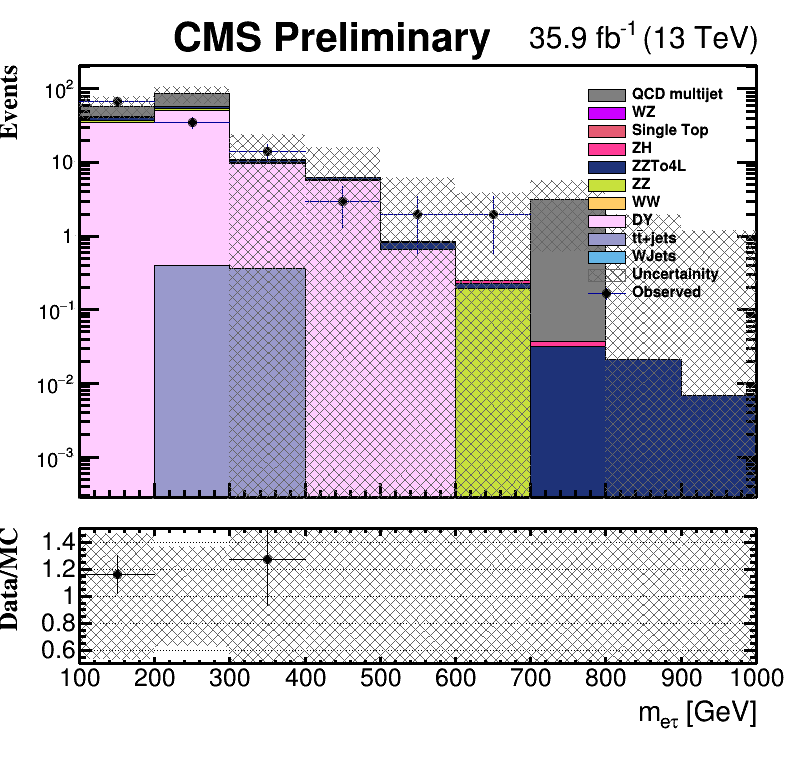 CMS Preliminary 35.9 fb⁻¹ (13 TeV)
Events
10²
10
1
10⁻¹
10⁻²
10⁻³
QCD multijet
WZ
Single Top
ZH
ZZTo4L
ZZ
WW
DY
tt̄+jets
WJets
Uncertainity
Observed
Data/MC
1.4
1.2
1
0.8
0.6
100 200 300 400 500 600 700 800 900 1000
m_eτ [GeV]